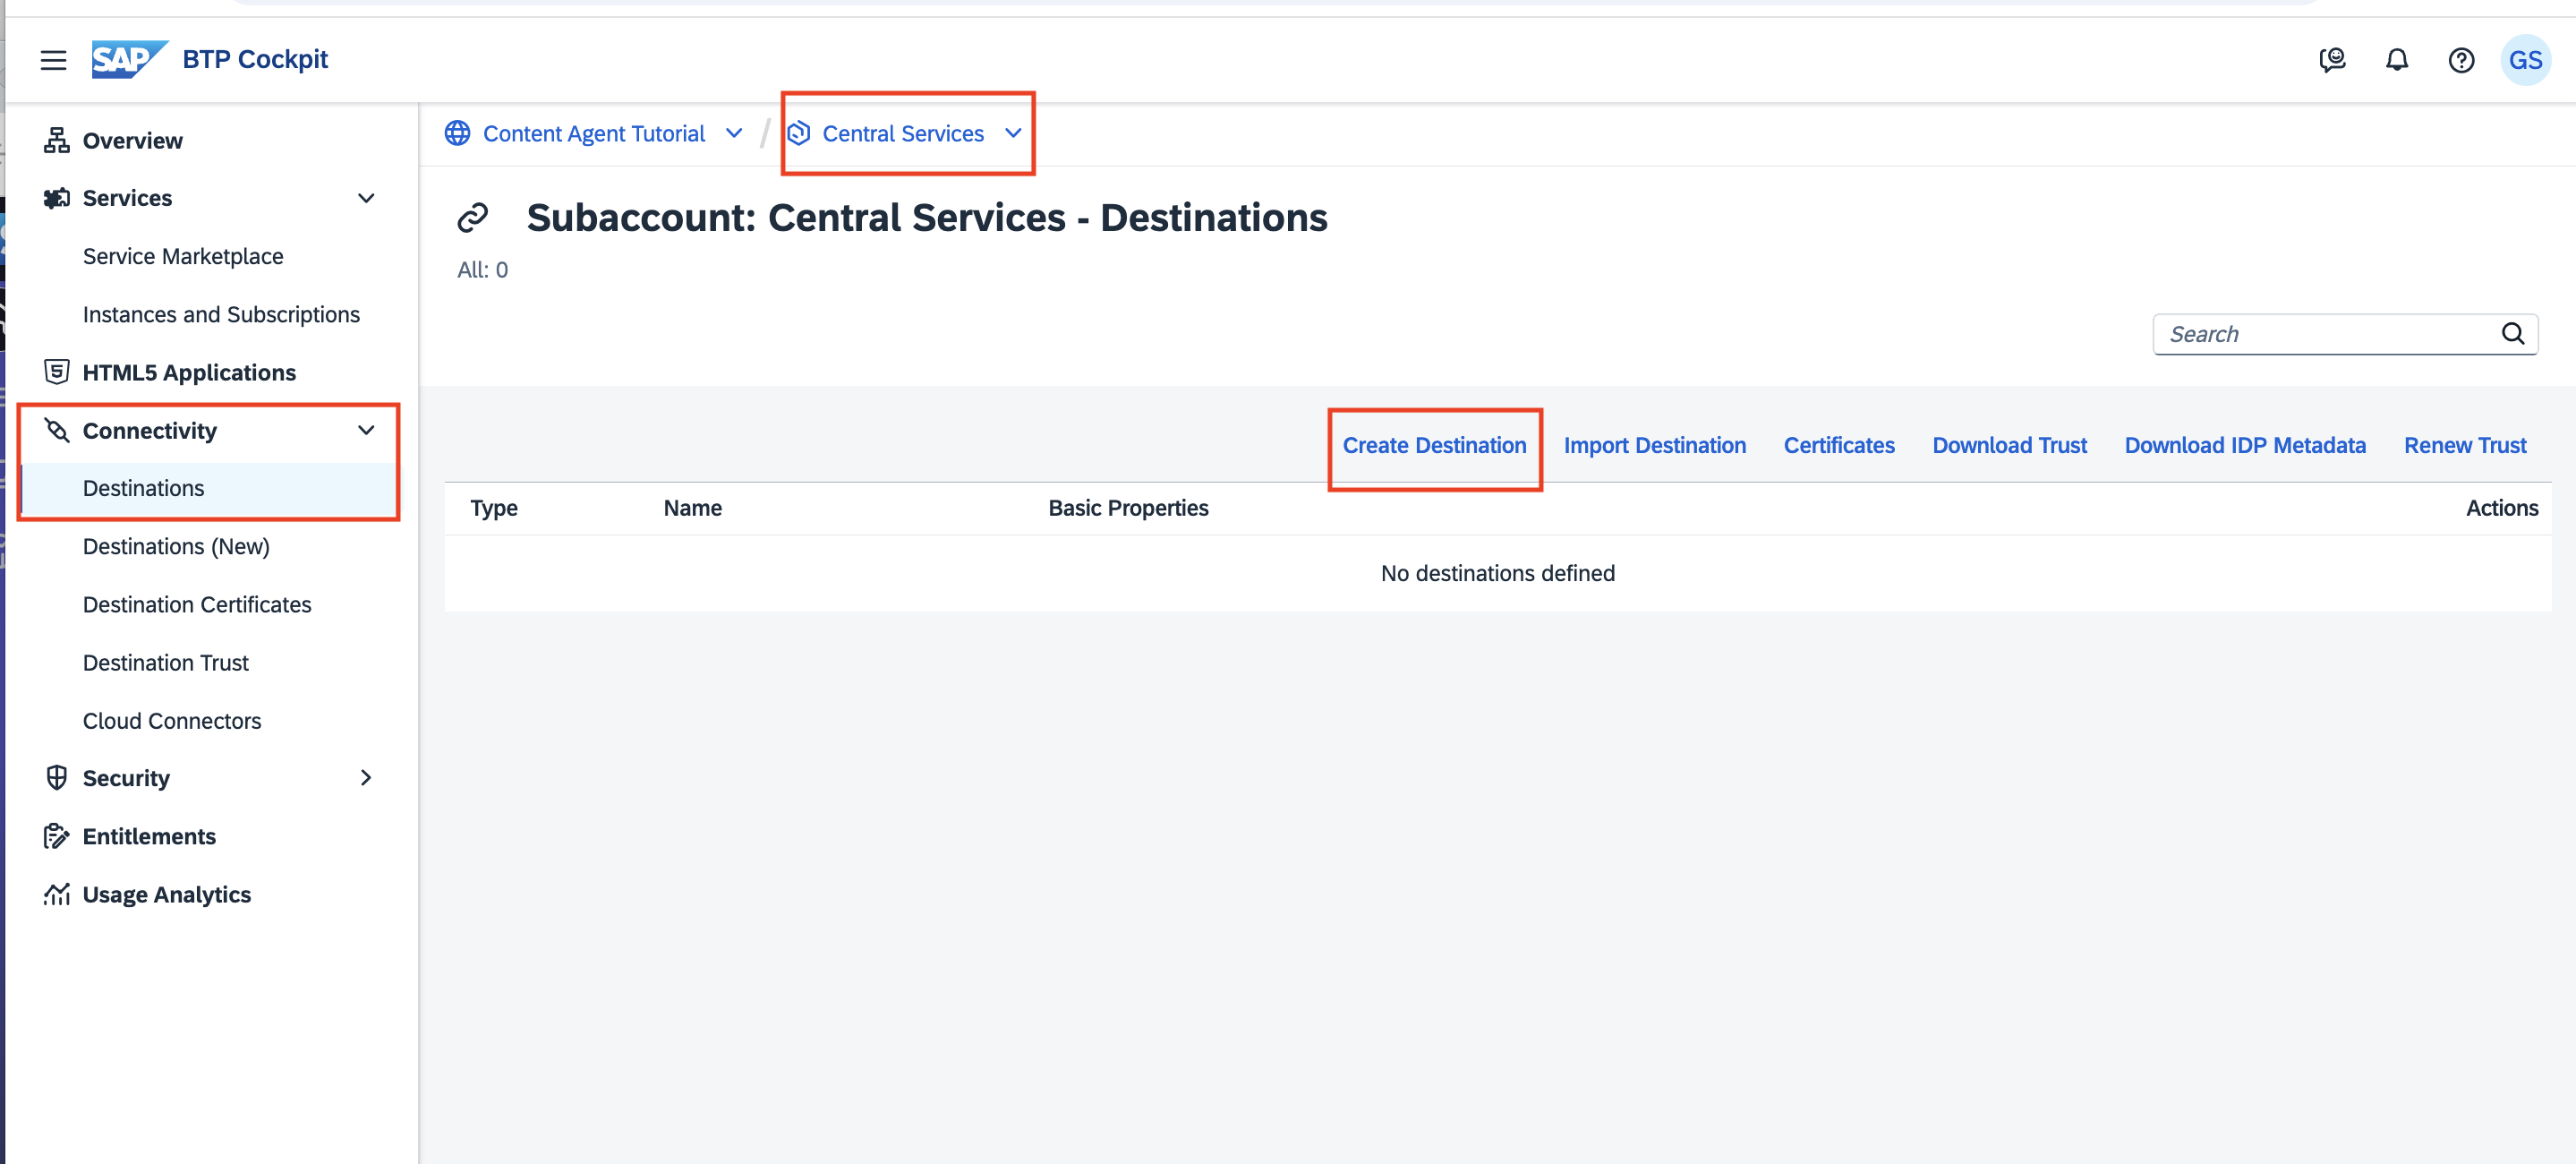 SAP BTP Cockpit
GS
Overview
Services
Service Marketplace
Instances and Subscriptions
HTML5 Applications
Connectivity
Destinations
Destinations (New)
Destination Certificates
Destination Trust
Cloud Connectors
Security
Entitlements
Usage Analytics
Content Agent Tutorial / Central Services
Subaccount: Central Services - Destinations
All: 0
Search
Create Destination Import Destination Certificates Download Trust Download IDP Metadata Renew Trust
Type Name Basic Properties Actions
No destinations defined